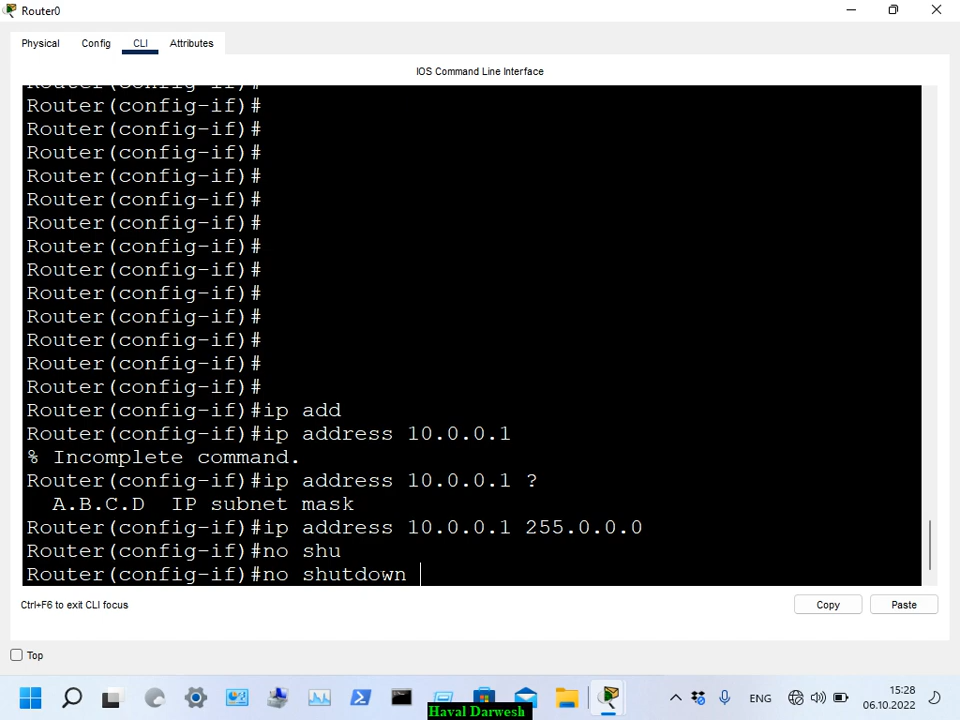 Router0
Physical Config CLI Attributes
IOS Command Line Interface
Router(config-if)#
Router(config-if)#
Router(config-if)#
Router(config-if)#
Router(config-if)#
Router(config-if)#
Router(config-if)#
Router(config-if)#
Router(config-if)#
Router(config-if)#
Router(config-if)#
Router(config-if)#
Router(config-if)#
Router(config-if)#
Router(config-if)#ip add
Router(config-if)#ip address 10.0.0.1
% Incomplete command.
Router(config-if)#ip address 10.0.0.1 ?
A.B.C.D IP subnet mask
Router(config-if)#ip address 10.0.0.1 255.0.0.0
Router(config-if)#no shu
Router(config-if)#no shutdown
Ctrl+F6 to exit CLI focus
Copy Paste
Top
ENG
15:28
06.10.2022
Haval Darwesh